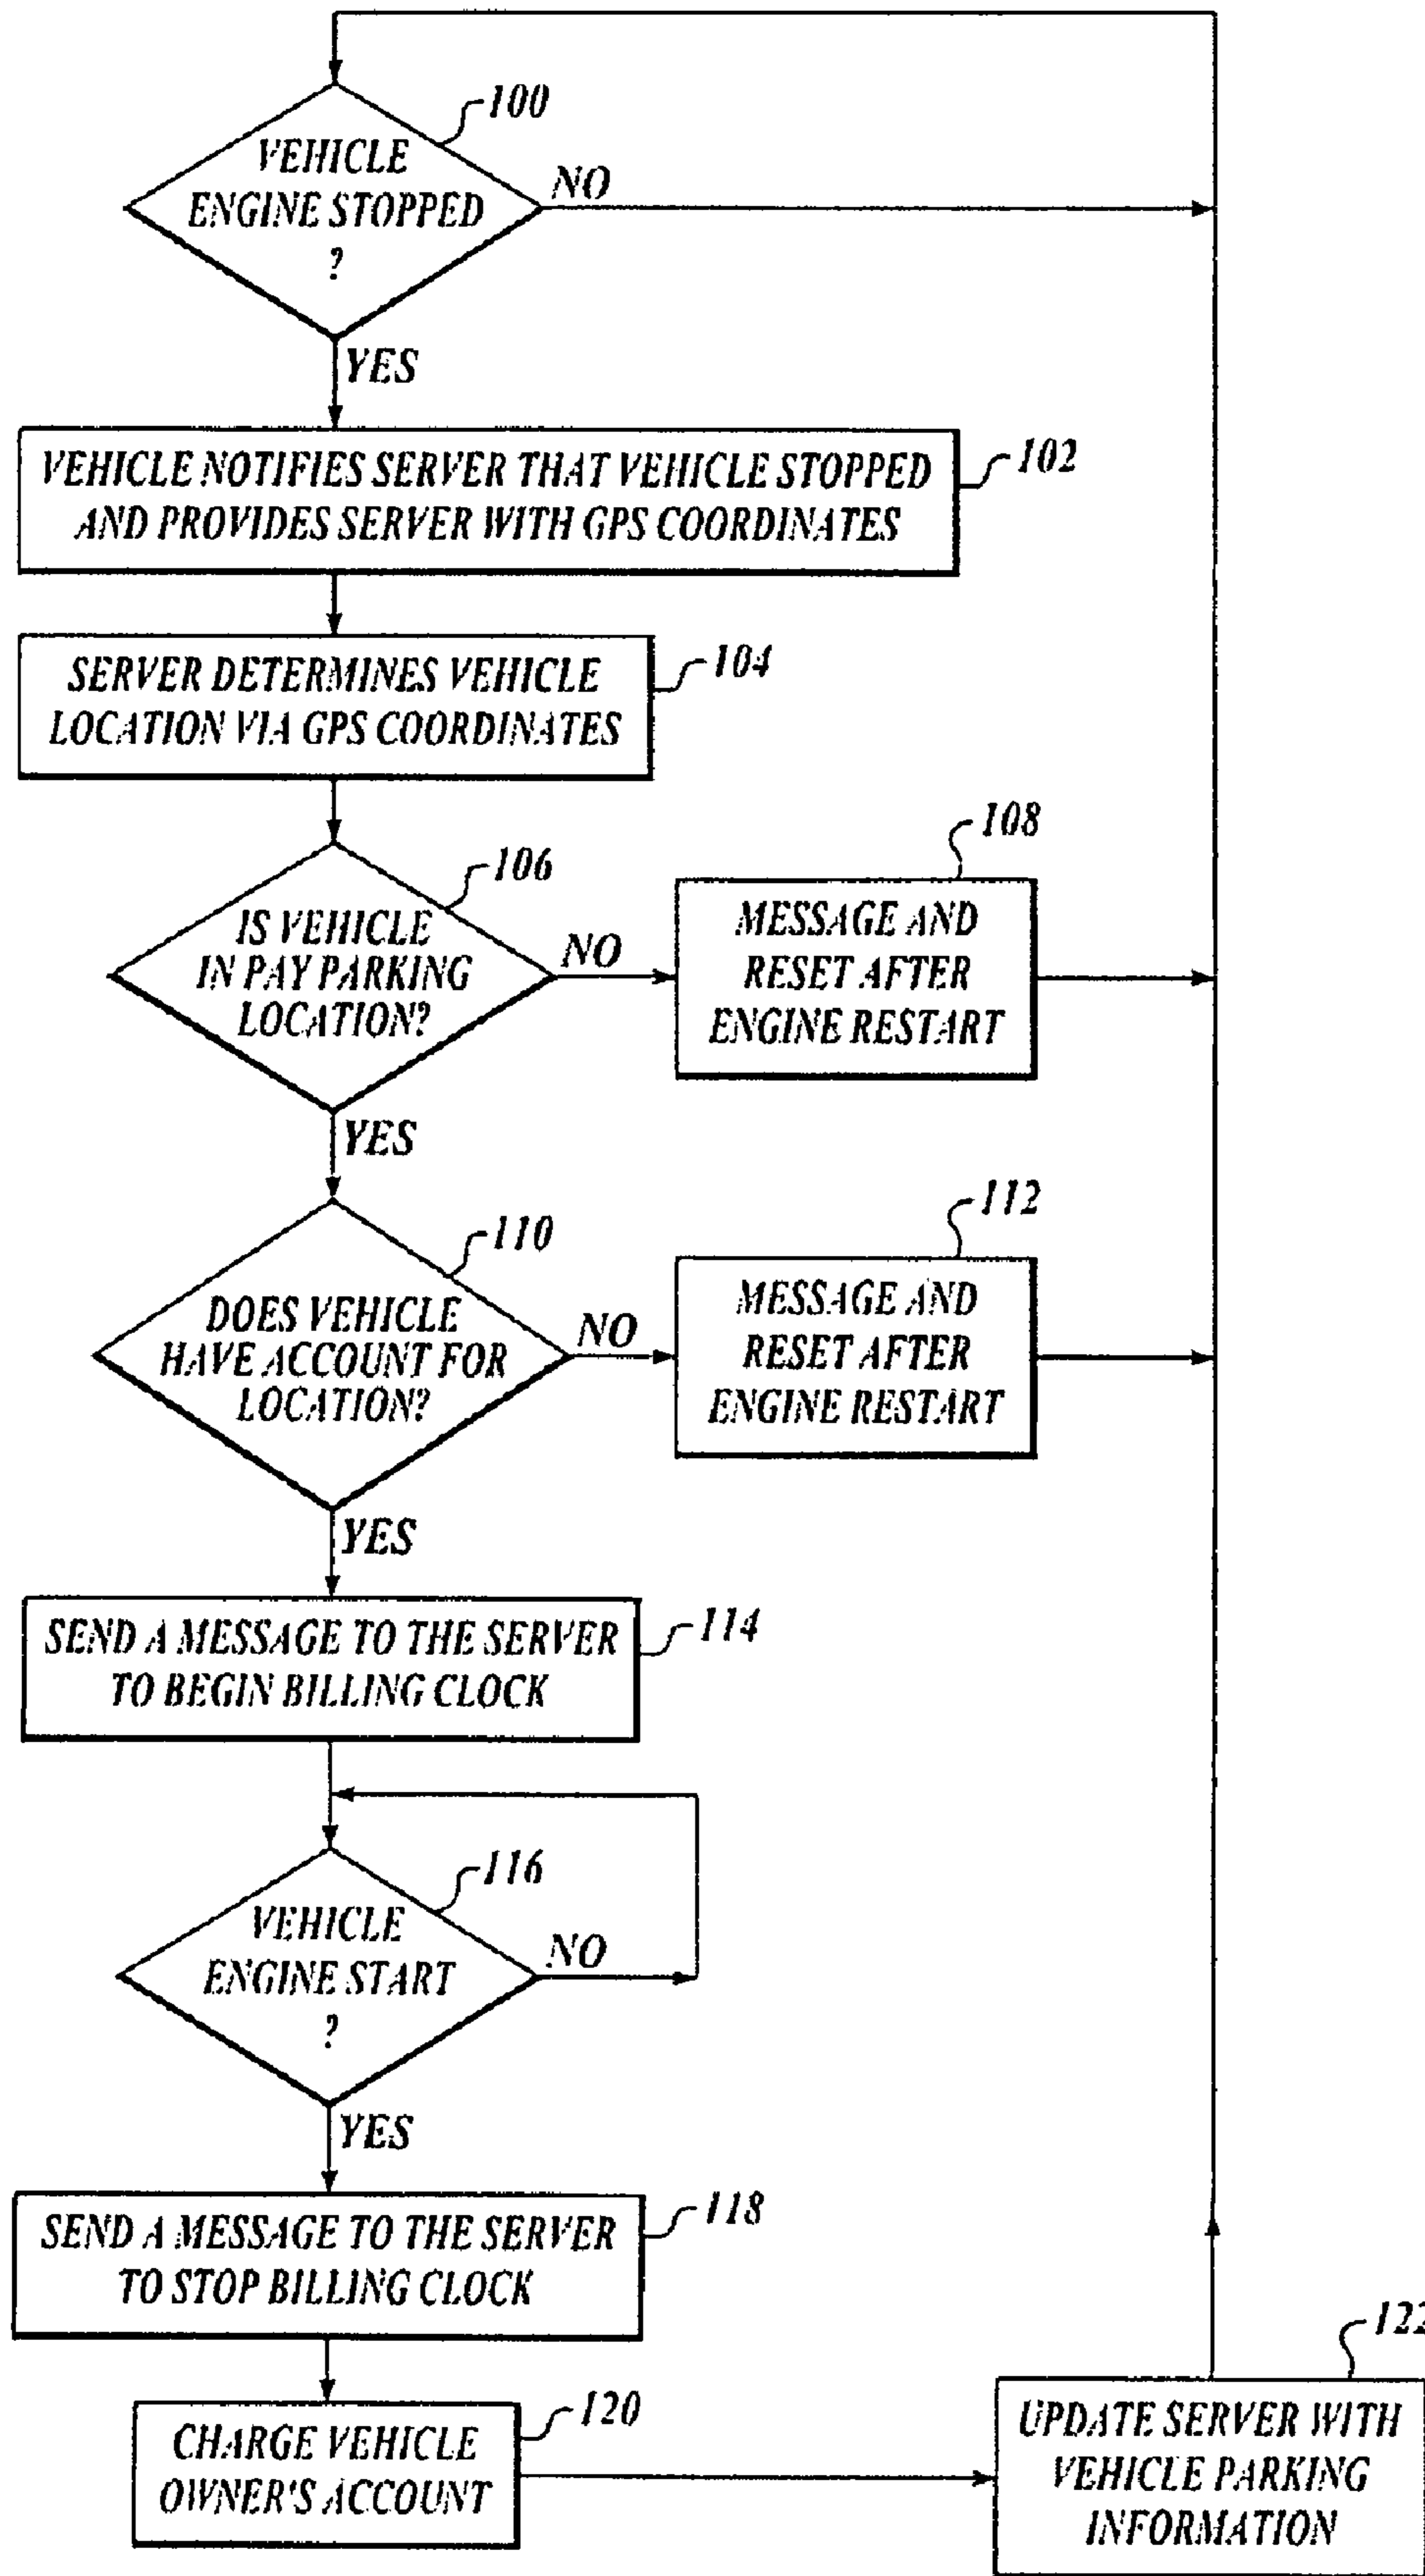 100
VEHICLE
ENGINE STOPPED
?
NO
YES
VEHICLE NOTIFIES SERVER THAT VEHICLE STOPPED
AND PROVIDES SERVER WITH GPS COORDINATES
102
SERVER DETERMINES VEHICLE
LOCATION VIA GPS COORDINATES
104
106
IS VEHICLE
IN PAY PARKING
LOCATION?
NO
108
MESSAGE AND
RESET AFTER
ENGINE RESTART
YES
110
DOES VEHICLE
HAVE ACCOUNT FOR
LOCATION?
NO
112
MESSAGE AND
RESET AFTER
ENGINE RESTART
YES
SEND A MESSAGE TO THE SERVER
TO BEGIN BILLING CLOCK
114
116
VEHICLE
ENGINE START
?
NO
YES
SEND A MESSAGE TO THE SERVER
TO STOP BILLING CLOCK
118
CHARGE VEHICLE
OWNER'S ACCOUNT
120
122
UPDATE SERVER WITH
VEHICLE PARKING
INFORMATION